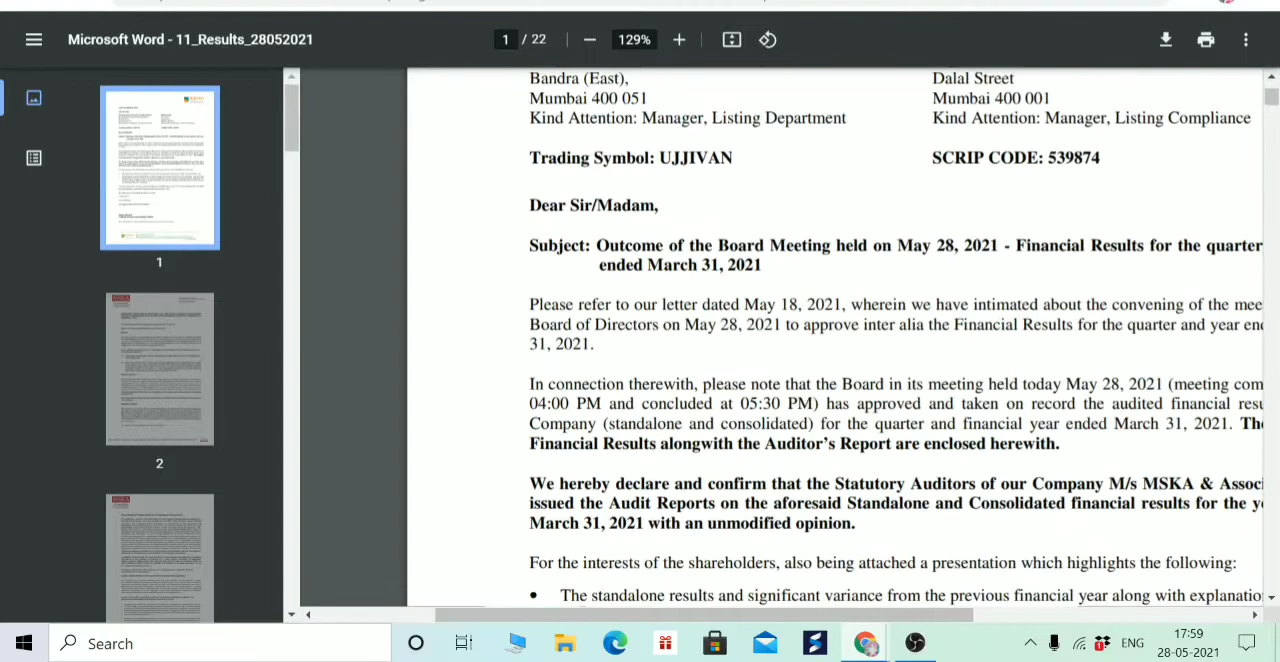 Microsoft Word - 11_Results_28052021
1 / 22
129%
Bandra (East),
Mumbai 400 051
Kind Attention: Manager, Listing Department
Dalal Street
Mumbai 400 001
Kind Attention: Manager, Listing Compliance
Trading Symbol: UJJIVAN
SCRIP CODE: 539874
Dear Sir/Madam,
Subject: Outcome of the Board Meeting held on May 28, 2021 - Financial Results for the quarter
ended March 31, 2021
Please refer to our letter dated May 18, 2021, wherein we have intimated about the convening of the mee
Board of Directors on May 28, 2021 to approve inter alia the Financial Results for the quarter and year en
31, 2021.
In connection therewith, please note that the Board in its meeting held today May 28, 2021 (meeting com
04:00 PM and concluded at 05:30 PM) has approved and taken on record the audited financial resu
Company (standalone and consolidated) for the quarter and financial year ended March 31, 2021. Th
Financial Results alongwith the Auditor's Report are enclosed herewith.
We hereby declare and confirm that the Statutory Auditors of our Company M/s MSKA & Assoc
issued the Audit Reports on the aforesaid Standalone and Consolidated financial results for the y
March 31, 2021 with an unmodified opinion.
For the interests of the shareholders, also being attached a presentation which highlights the following:
• The standalone results and significant variance from the previous financial year along with explanatio
1
2
Search
ENG
17:59
28-05-2021